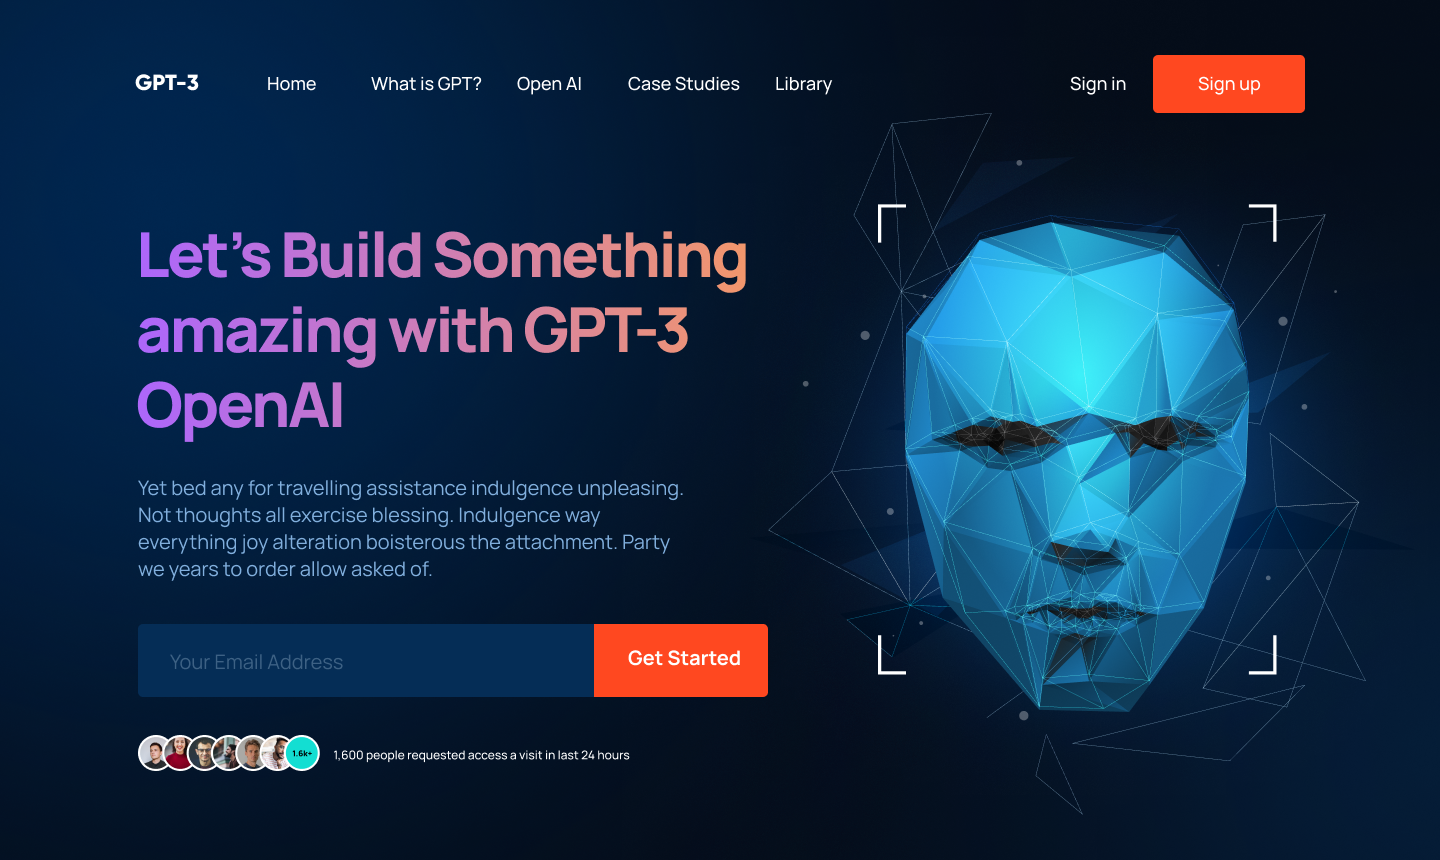 GPT-3 Home What is GPT? Open AI Case Studies Library Sign in Sign up
Let’s Build Something
amazing with GPT-3
OpenAI
Yet bed any for travelling assistance indulgence unpleasing.
Not thoughts all exercise blessing. Indulgence way
everything joy alteration boisterous the attachment. Party
we years to order allow asked of.
Your Email Address Get Started
1.6k+ 1,600 people requested access a visit in last 24 hours